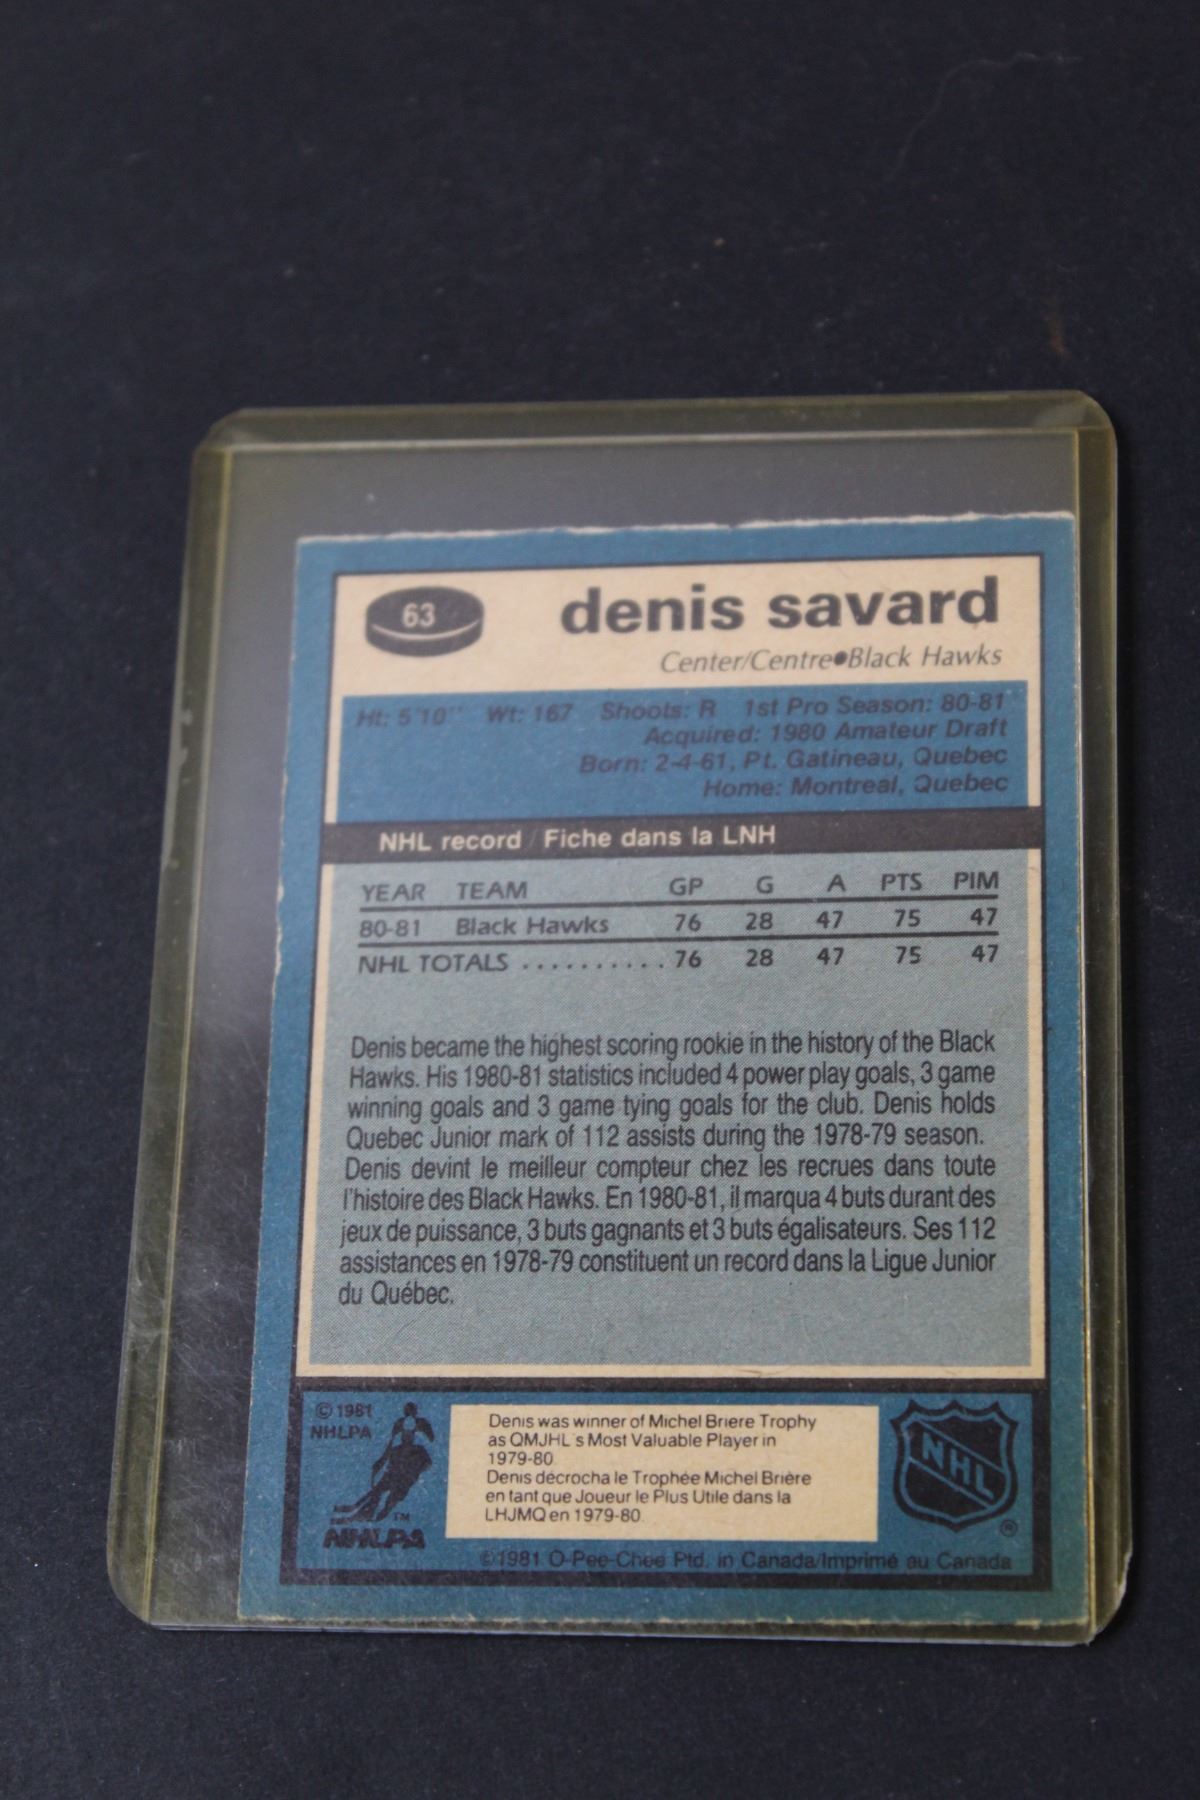 63
denis savard
Center/Centre●Black Hawks
Ht: 5'10" Wt: 167 Shoots: R 1st Pro Season: 80-81
Acquired: 1980 Amateur Draft
Born: 2-4-61, Pt. Gatineau, Quebec
Home: Montreal, Quebec
NHL record / Fiche dans la LNH
YEAR TEAM GP G A PTS PIM
80-81 Black Hawks 76 28 47 75 47
NHL TOTALS .......... 76 28 47 75 47
Denis became the highest scoring rookie in the history of the Black
Hawks. His 1980-81 statistics included 4 power play goals, 3 game
winning goals and 3 game tying goals for the club. Denis holds
Quebec Junior mark of 112 assists during the 1978-79 season.
Denis devint le meilleur compteur chez les recrues dans toute
l'histoire des Black Hawks. En 1980-81, il marqua 4 buts durant des
jeux de puissance, 3 buts gagnants et 3 buts égalisateurs. Ses 112
assistances en 1978-79 constituent un record dans la Ligue Junior
du Québec.
© 1981
NHLPA
TM
NHLPA
Denis was winner of Michel Briere Trophy
as QMJHL's Most Valuable Player in
1979-80.
Denis décrocha le Trophée Michel Brière
en tant que Joueur le Plus Utile dans la
LHJMQ en 1979-80.
NHL
®
©1981 O-Pee-Chee Ptd. in Canada/Imprimé au Canada